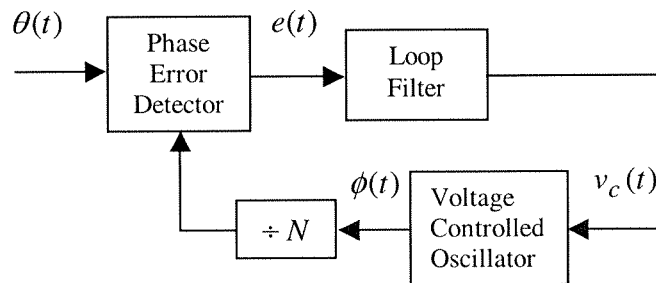 θ(t)
Phase
Error
Detector
e(t)
Loop
Filter
÷ N
ϕ(t)
Voltage
Controlled
Oscillator
v_c(t)